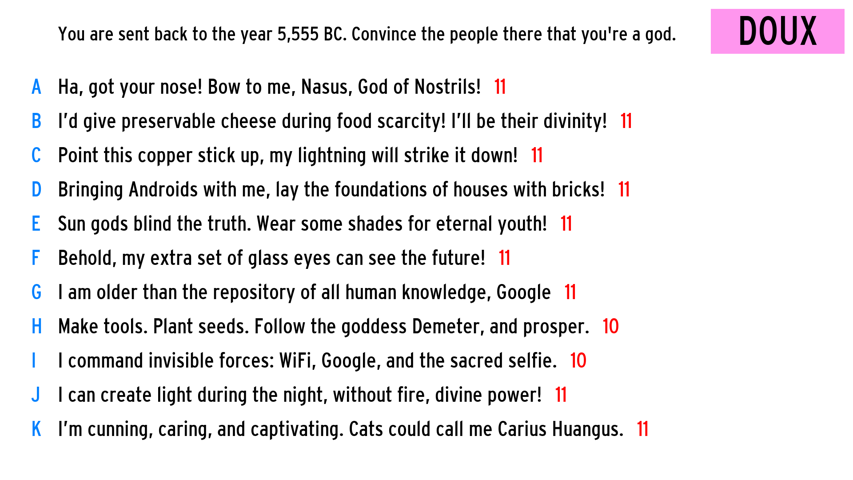 You are sent back to the year 5,555 BC. Convince the people there that you're a god.
DOUX
A Ha, got your nose! Bow to me, Nasus, God of Nostrils! 11
B I'd give preservable cheese during food scarcity! I'll be their divinity! 11
C Point this copper stick up, my lightning will strike it down! 11
D Bringing Androids with me, lay the foundations of houses with bricks! 11
E Sun gods blind the truth. Wear some shades for eternal youth! 11
F Behold, my extra set of glass eyes can see the future! 11
G I am older than the repository of all human knowledge, Google 11
H Make tools. Plant seeds. Follow the goddess Demeter, and prosper. 10
I I command invisible forces: WiFi, Google, and the sacred selfie. 10
J I can create light during the night, without fire, divine power! 11
K I'm cunning, caring, and captivating. Cats could call me Carius Huangus. 11